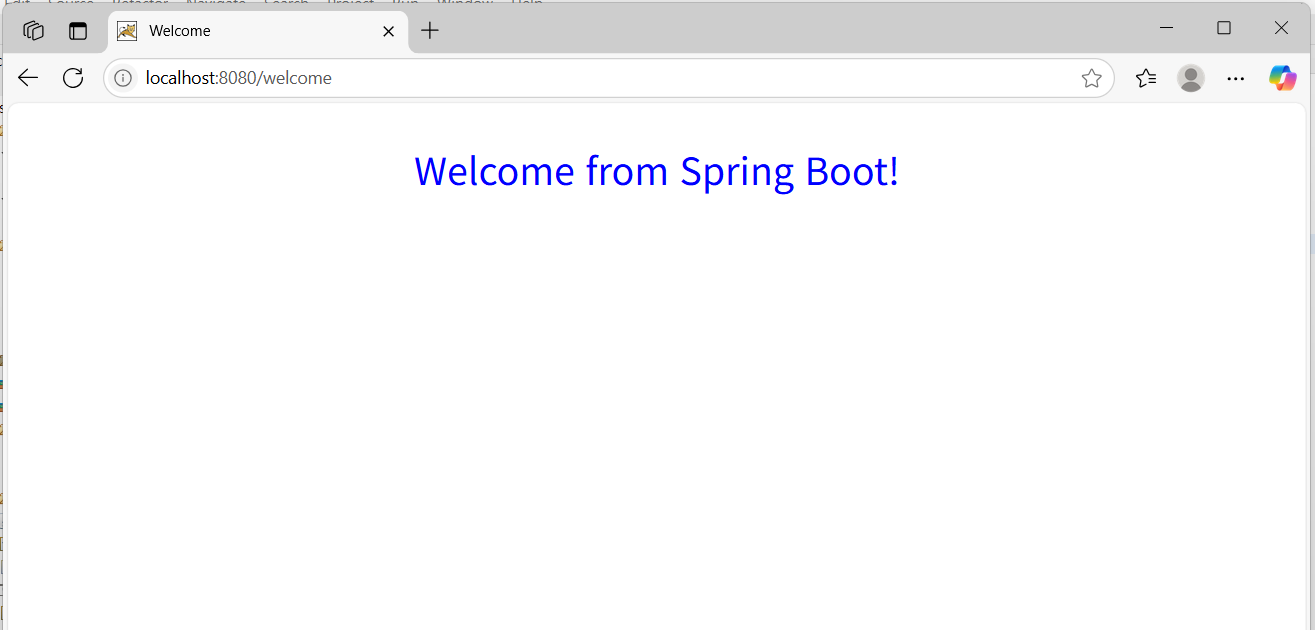 Welcome
localhost:8080/welcome
Welcome from Spring Boot!